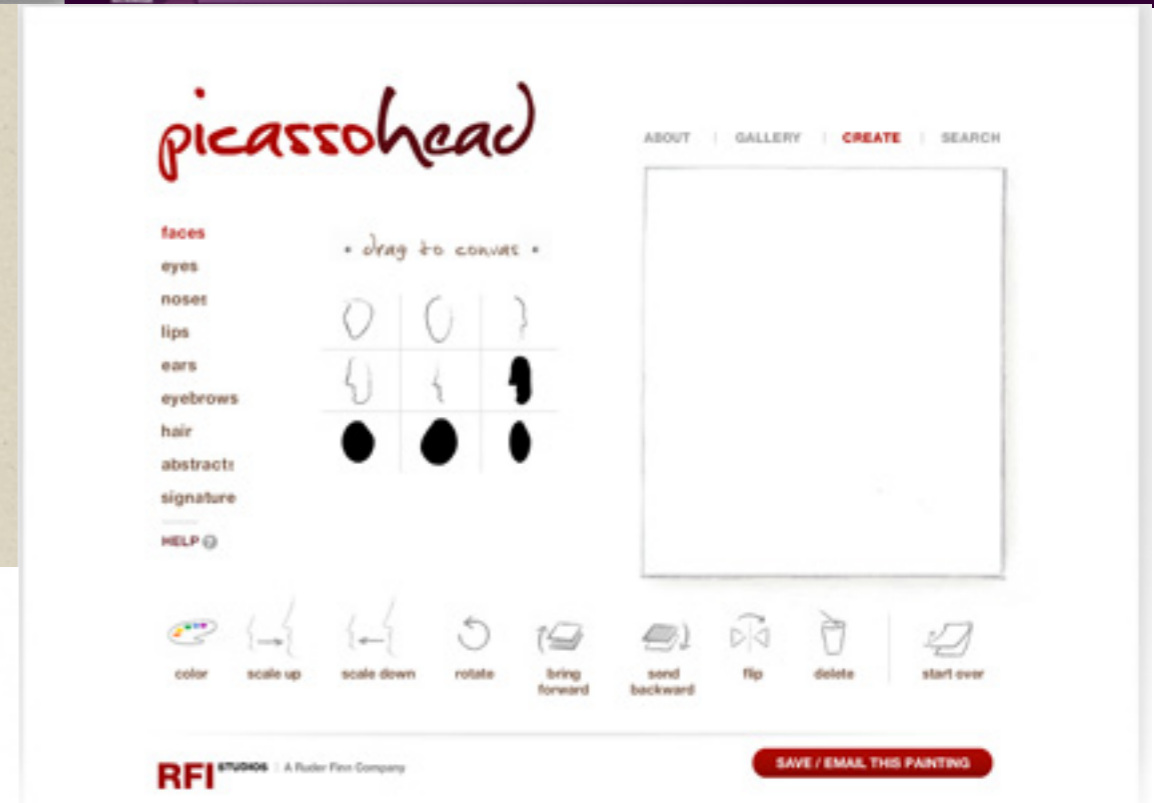 picassohead
ABOUT | GALLERY | CREATE | SEARCH
faces
eyes
noses
lips
ears
eyebrows
hair
abstracts
signature
HELP ?
• drag to canvas •
color
scale up
scale down
rotate
bring
forward
send
backward
flip
delete
start over
RFI STUDIOS | A Ruder Finn Company
SAVE / EMAIL THIS PAINTING